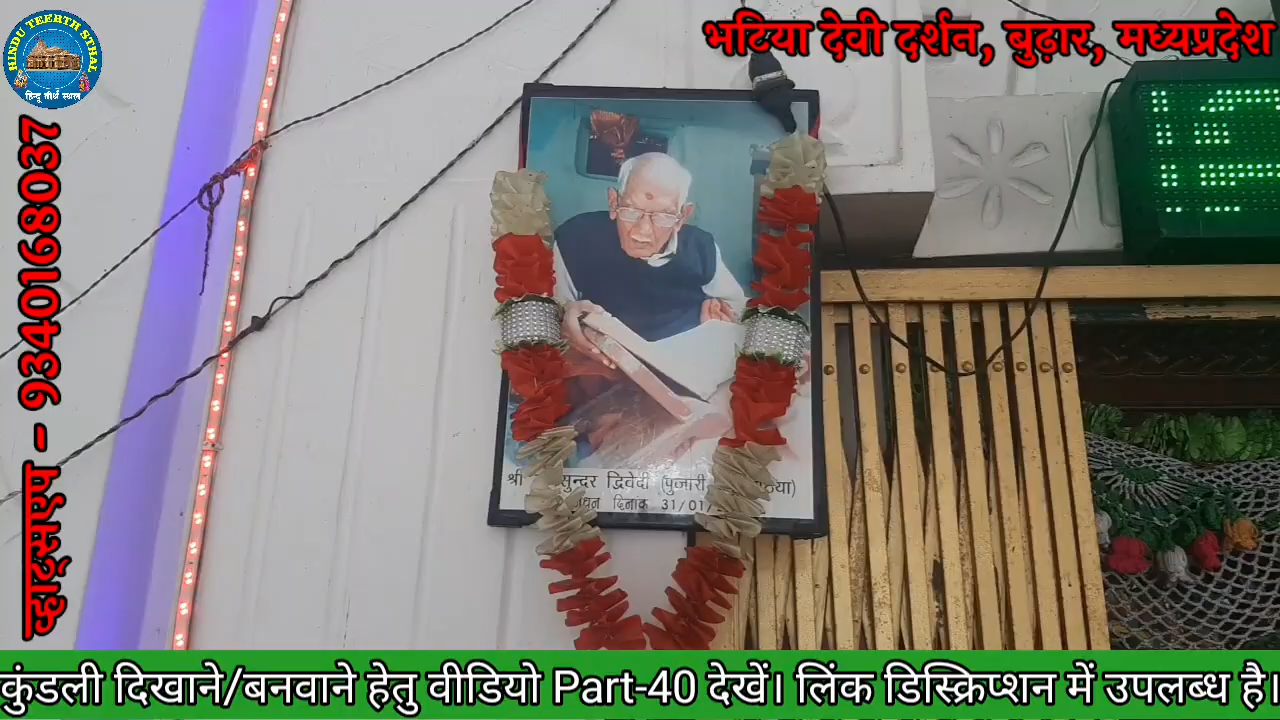 HINDU TEERTH STHAL
हिन्दू तीर्थ स्थल
भटिया देवी दर्शन, बुढ़ार, मध्यप्रदेश
व्हाट्सएप - 9340168037
श्री सुन्दर द्विवेदी (पुजारी
दिनांक 31/01/
कुंडली दिखाने/बनवाने हेतु वीडियो Part-40 देखें। लिंक डिस्क्रिप्शन में उपलब्ध है।